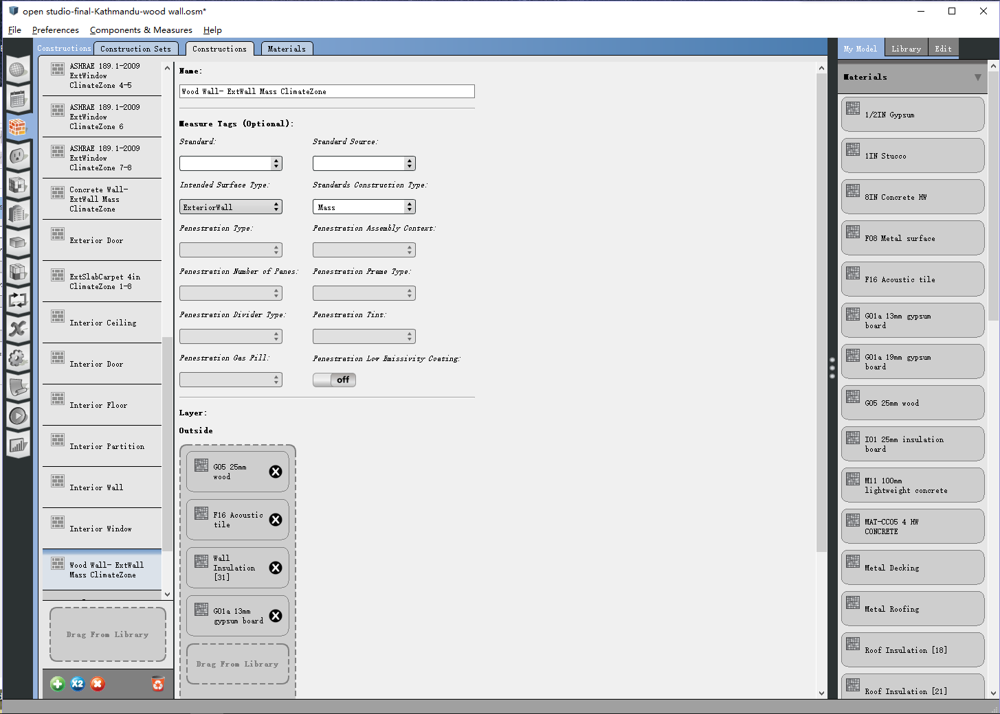 open studio-final-Kathmandu-wood wall.osm*
File Preferences Components & Measures Help
Constructions Construction Sets Constructions Materials
My Model Library Edit
ASHRAE 189.1-2009
ExtWindow
ClimateZone 4-5
ASHRAE 189.1-2009
ExtWindow
ClimateZone 6
ASHRAE 189.1-2009
ExtWindow
ClimateZone 7-8
Concrete Wall-
ExtWall Mass
ClimateZone
Exterior Door
ExtSlabCarpet 4in
ClimateZone 1-8
Interior Ceiling
Interior Door
Interior Floor
Interior Partition
Interior Wall
Interior Window
Wood Wall- ExtWall
Mass ClimateZone
Drag From Library
X2
Name:
Wood Wall- ExtWall Mass ClimateZone
Measure Tags (Optional):
Standard: Standard Source:
Intended Surface Type: Standards Construction Type:
ExteriorWall Mass
Fenestration Type: Fenestration Assembly Context:
Fenestration Number of Panes: Fenestration Frame Type:
Fenestration Divider Type: Fenestration Tint:
Fenestration Gas Fill: Fenestration Low Emissivity Coating:
off
Layer:
Outside
G05 25mm
wood
F16 Acoustic
tile
Wall
Insulation
[31]
G01a 13mm
gypsum board
Drag From Library
Materials
1/2IN Gypsum
1IN Stucco
8IN Concrete HW
F08 Metal surface
F16 Acoustic tile
G01a 13mm gypsum
board
G01a 19mm gypsum
board
G05 25mm wood
I01 25mm insulation
board
M11 100mm
lightweight concrete
MAT-CC05 4 HW
CONCRETE
Metal Decking
Metal Roofing
Roof Insulation [18]
Roof Insulation [21]